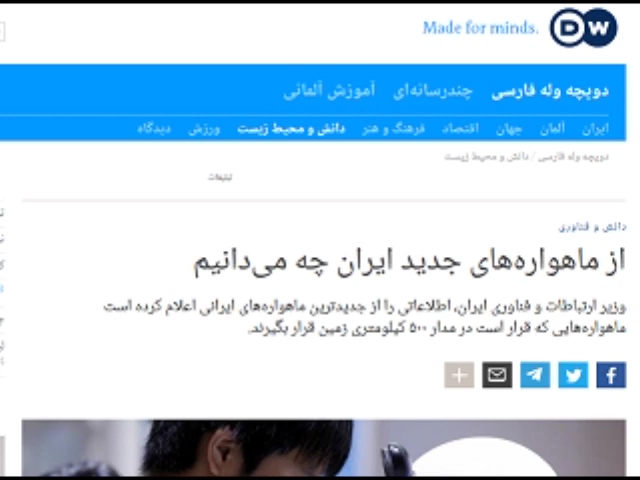 Made for minds. DW
دویچه وله فارسی چندرسانه‌ای آموزش آلمانی
ایران آلمان جهان اقتصاد فرهنگ و هنر دانش و محیط زیست ورزش دیدگاه
دویچه وله فارسی / دانش و محیط زیست
تبلیغات
دانش و فناوری
از ماهواره‌های جدید ایران چه می‌دانیم
وزیر ارتباطات و فناوری ایران، اطلاعاتی را از جدیدترین ماهواره‌های ایرانی اعلام کرده است
ماهواره‌هایی که قرار است در مدار ۵۰۰ کیلومتری زمین قرار بگیرند.